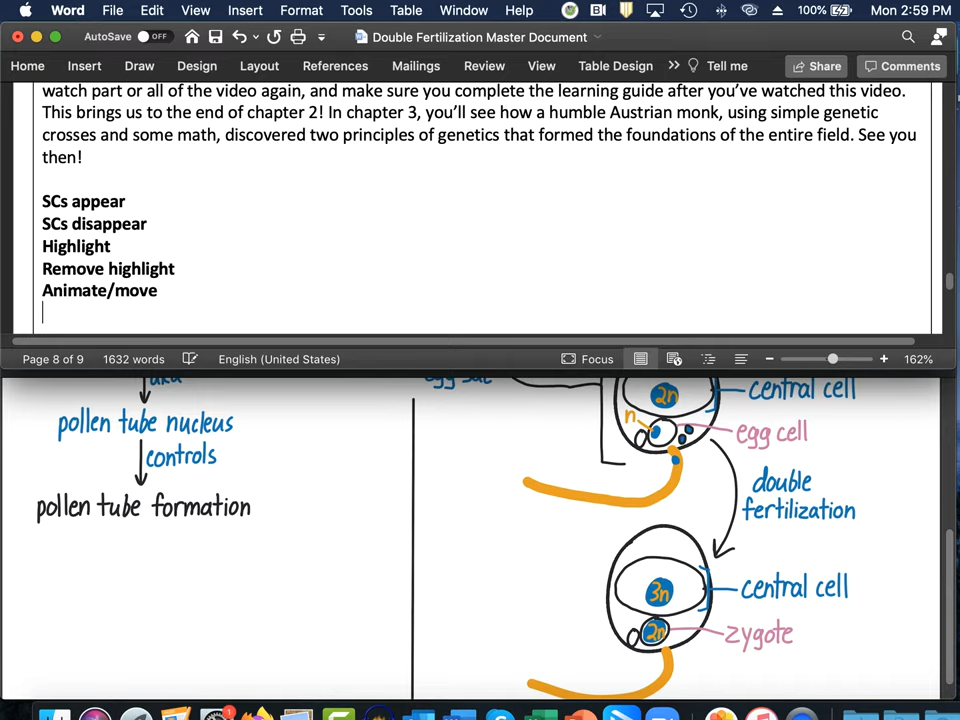 Word File Edit View Insert Format Tools Table Window Help 100% Mon 2:59 PM
AutoSave OFF Double Fertilization Master Document
Home Insert Draw Design Layout References Mailings Review View Table Design Tell me Share Comments
watch part or all of the video again, and make sure you complete the learning guide after you've watched this video.
This brings us to the end of chapter 2! In chapter 3, you'll see how a humble Austrian monk, using simple genetic
crosses and some math, discovered two principles of genetics that formed the foundations of the entire field. See you
then!
SCs appear
SCs disappear
Highlight
Remove highlight
Animate/move
Page 8 of 9 1632 words English (United States) Focus 162%
aka
egg sac
2n
central cell
pollen tube nucleus
n
egg cell
controls
pollen tube formation
double
fertilization
3n
central cell
2n
zygote
1